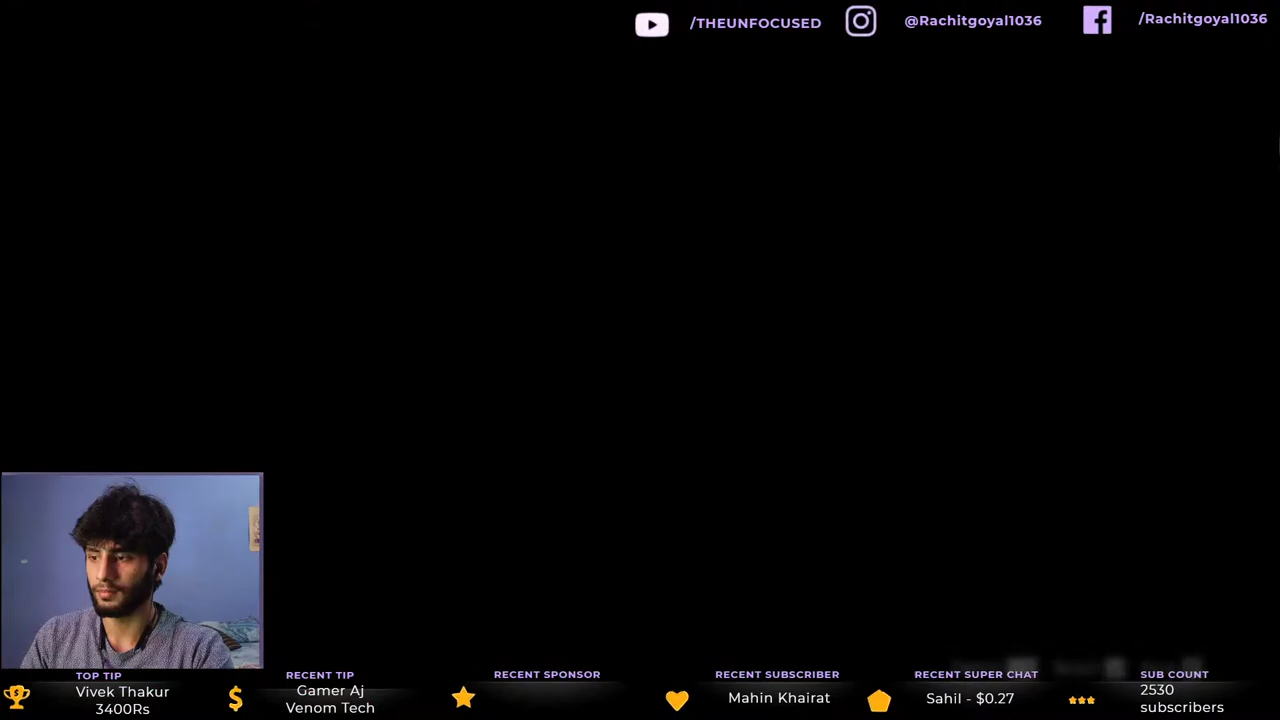 /THEUNFOCUSED
@Rachitgoyal1036
/Rachitgoyal1036
TOP TIP
Vivek Thakur
3400Rs
RECENT TIP
Gamer Aj
Venom Tech
RECENT SPONSOR
RECENT SUBSCRIBER
Mahin Khairat
RECENT SUPER CHAT
Sahil - $0.27
SUB COUNT
2530
subscribers